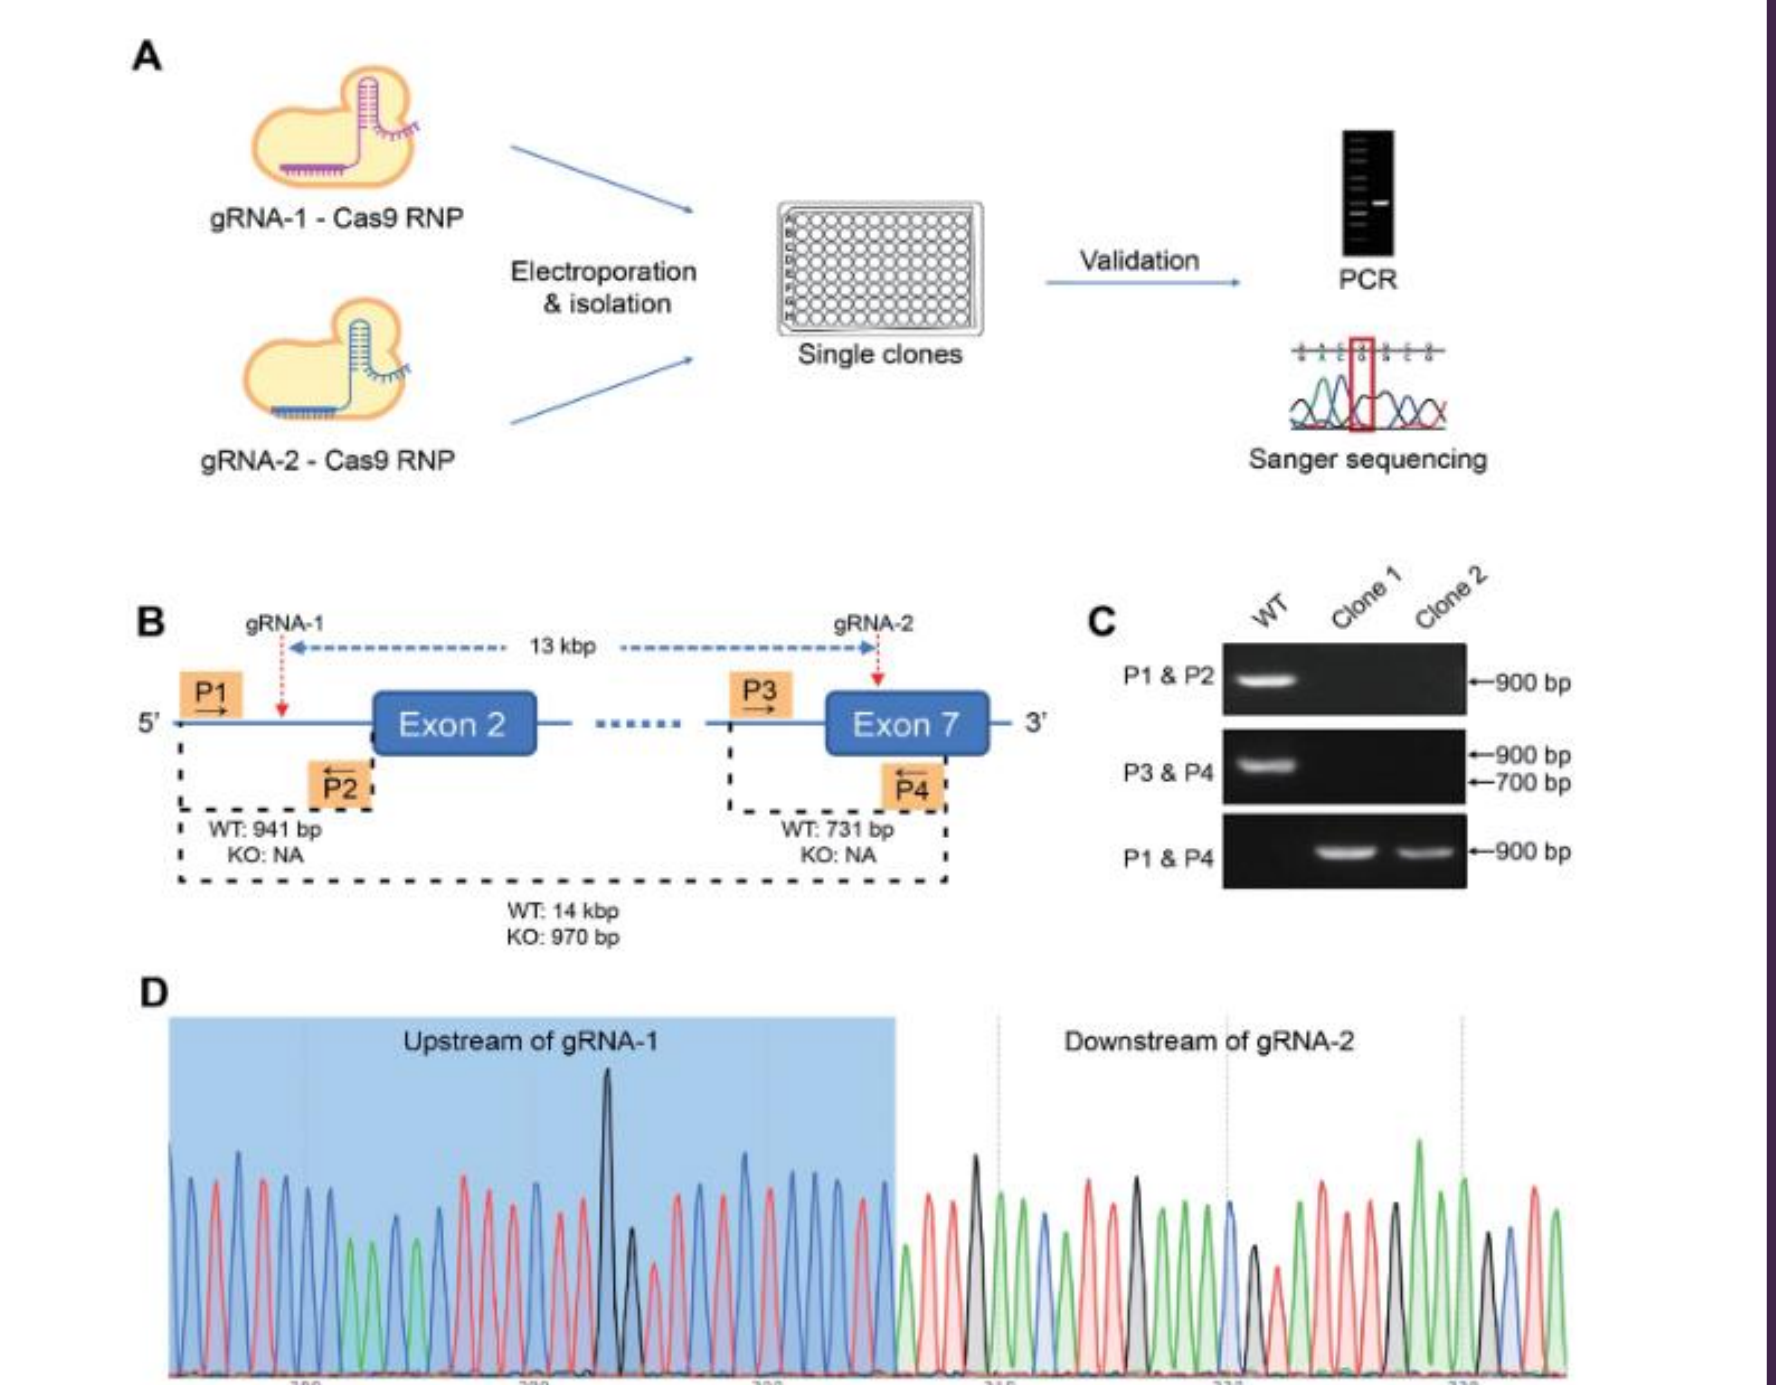 A
gRNA-1 - Cas9 RNP
gRNA-2 - Cas9 RNP
Electroporation
& isolation
A
B
C
D
E
F
G
H
Single clones
Validation
PCR
Sanger sequencing
B
gRNA-1
13 kbp
gRNA-2
P1
P3
5’
Exon 2
Exon 7
3’
P2
P4
WT: 941 bp
KO: NA
WT: 731 bp
KO: NA
WT: 14 kbp
KO: 970 bp
C
WT
Clone 1
Clone 2
P1 & P2
900 bp
P3 & P4
900 bp
700 bp
P1 & P4
900 bp
D
Upstream of gRNA-1
Downstream of gRNA-2